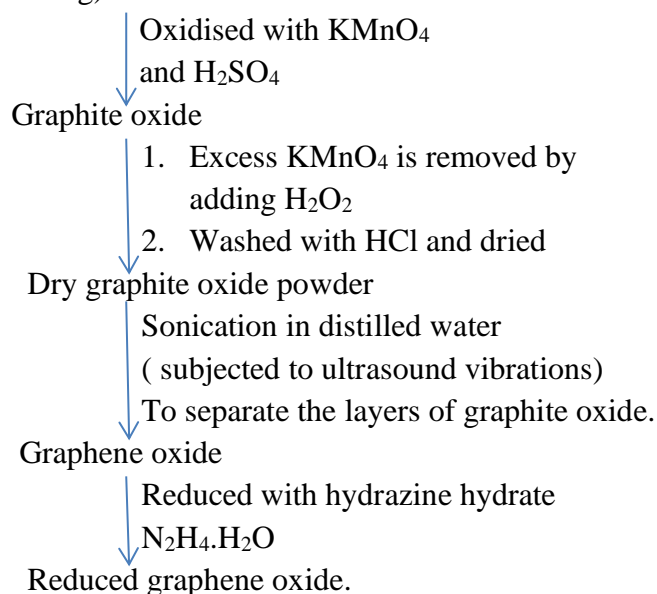 Oxidised with KMnO₄
and H₂SO₄
Graphite oxide
1. Excess KMnO₄ is removed by
adding H₂O₂
2. Washed with HCl and dried
Dry graphite oxide powder
Sonication in distilled water
( subjected to ultrasound vibrations)
To separate the layers of graphite oxide.
Graphene oxide
Reduced with hydrazine hydrate
N₂H₄.H₂O
Reduced graphene oxide.